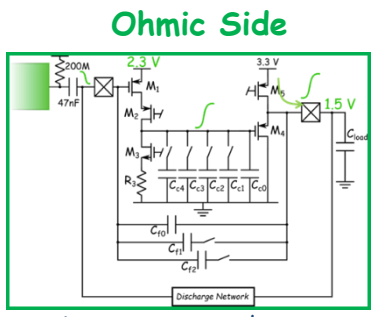 Ohmic Side
200M
2.3 V
3.3 V
47nF
M1
M5
1.5 V
M2
M4
Cload
M3
R3
Cc4
Cc3
Cc2
Cc1
Cc0
Cf0
Cf1
Cf2
Discharge Network